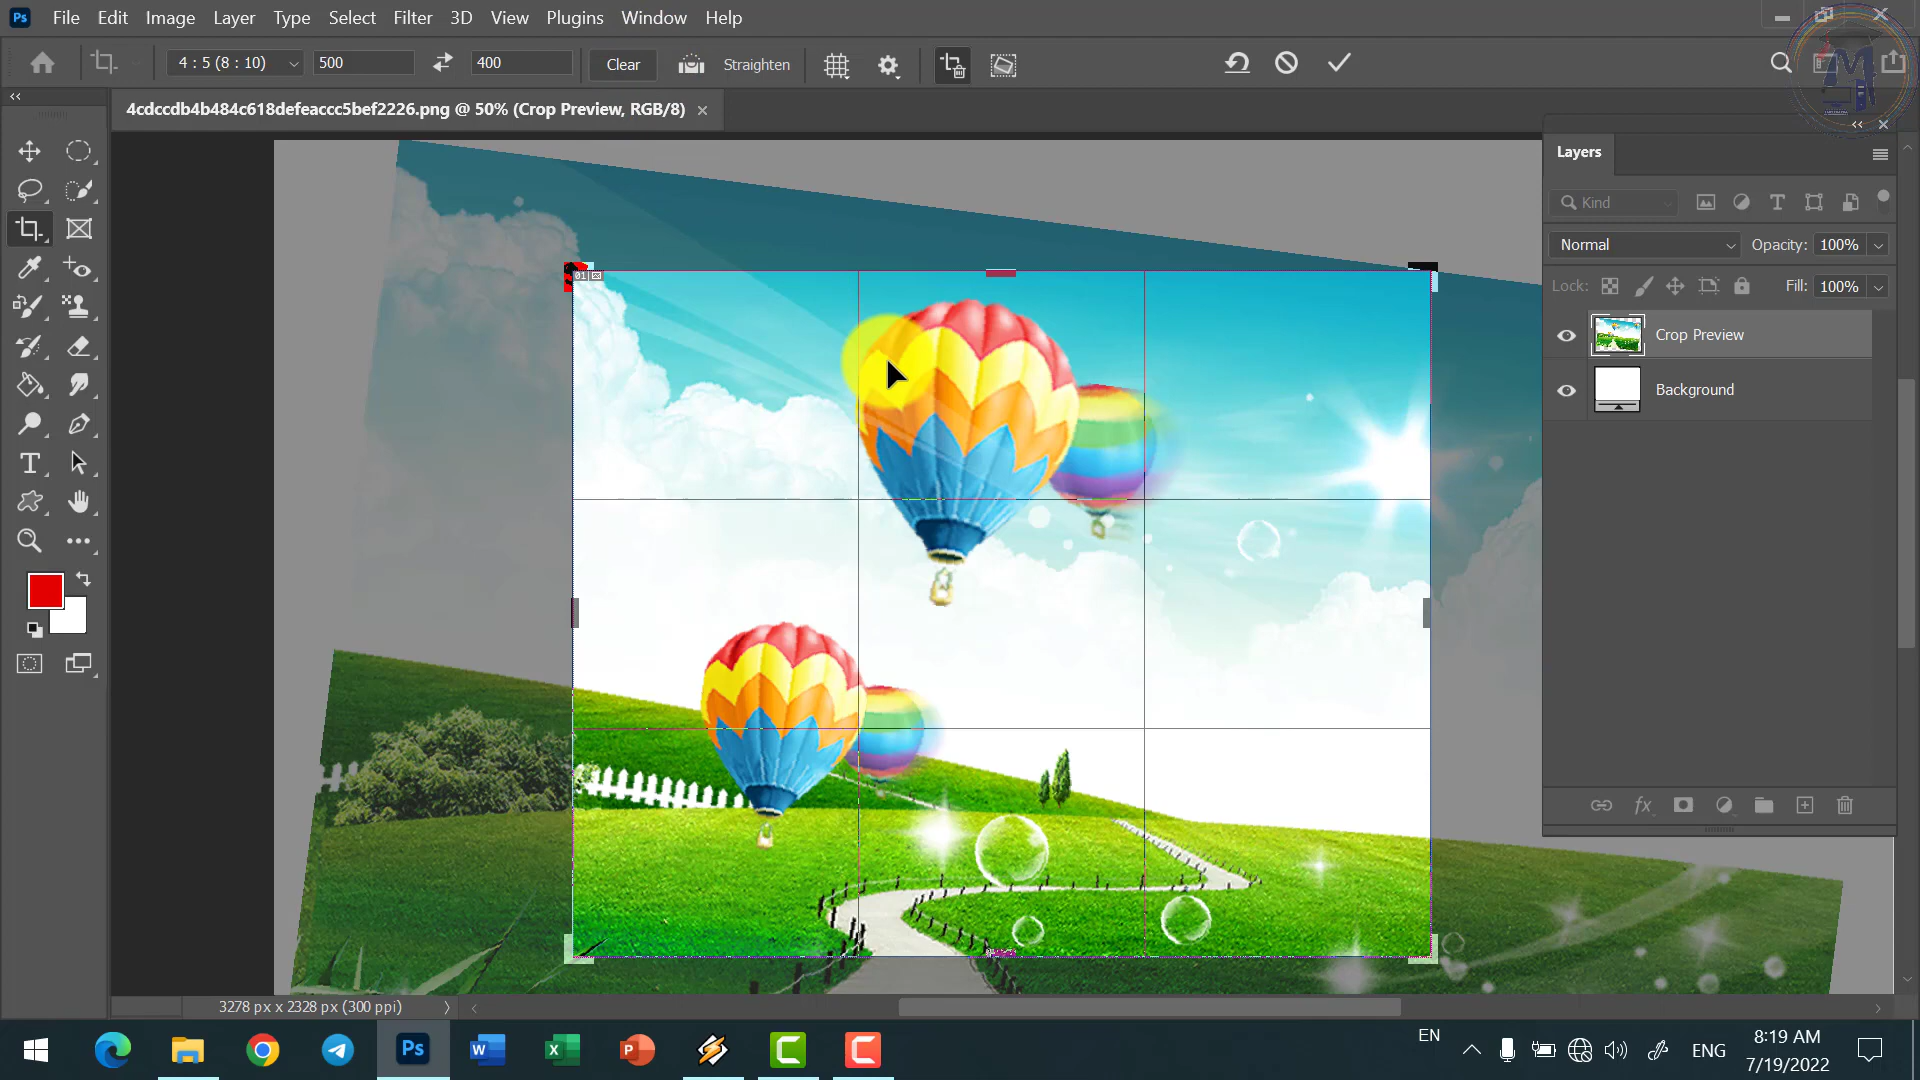 Ps File Edit Image Layer Type Select Filter 3D View Plugins Window Help
4 : 5 (8 : 10) 500 400 Clear Straighten
4cdccdb4b484c618defeaccc5bef2226.png @ 50% (Crop Preview, RGB/8)
Layers
Kind
Normal Opacity: 100%
Lock: Fill: 100%
01
Crop Preview
Background
3278 px x 2328 px (300 ppi)
EN
8:19 AM
ENG
7/19/2022